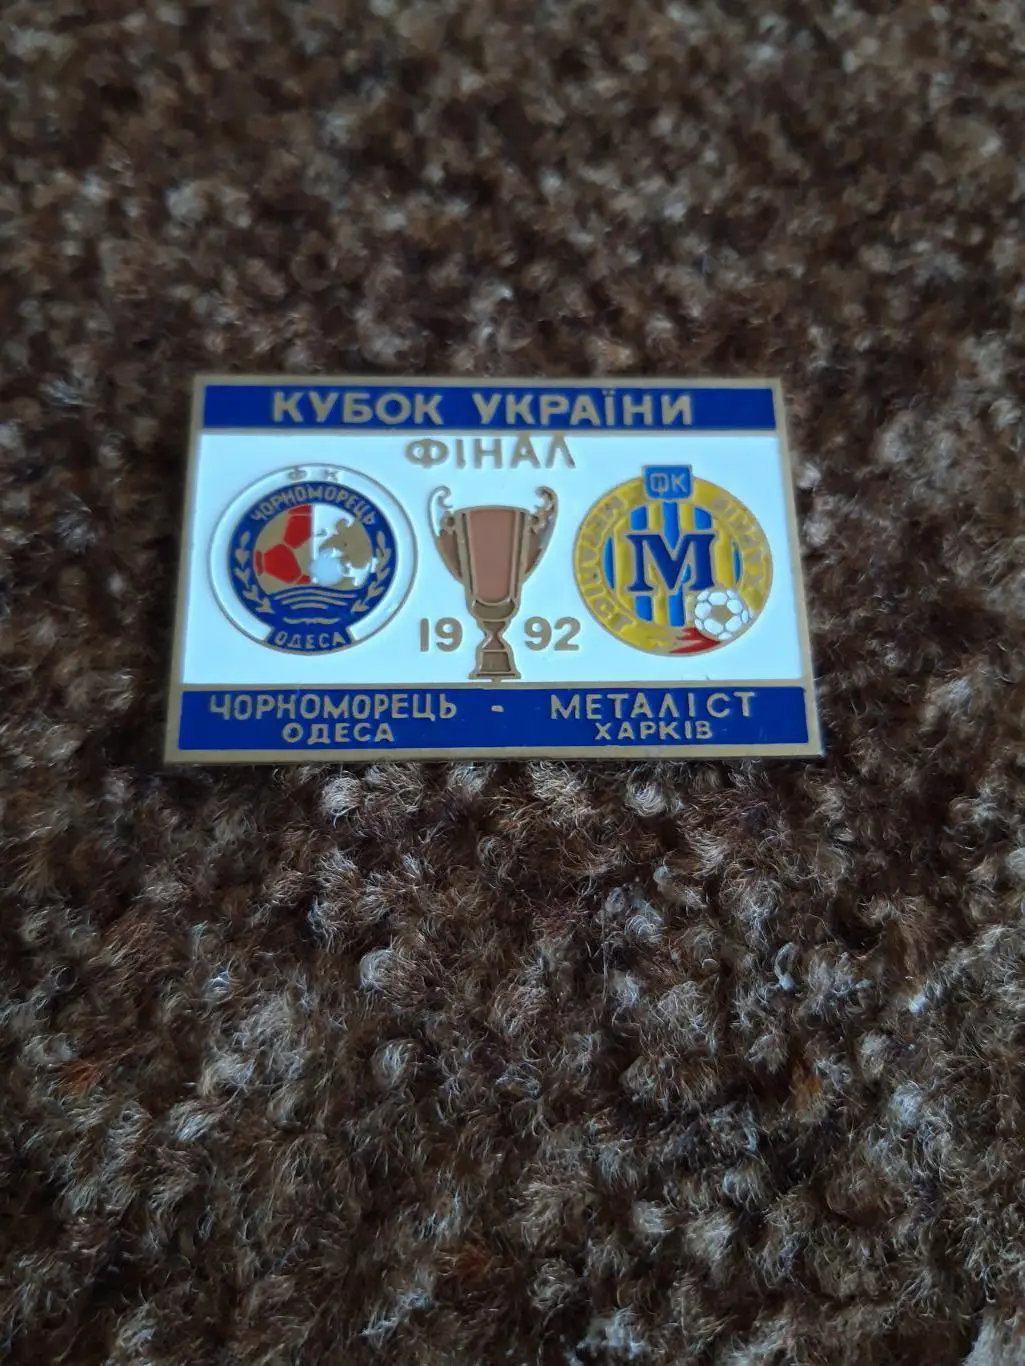 КУБОК УКРАЇНИ
ФІНАЛ
ФК
ЧОРНОМОРЕЦЬ
ОДЕСА
ФК
М
19 92
ЧОРНОМОРЕЦЬ - МЕТАЛІСТ
ОДЕСА ХАРКІВ